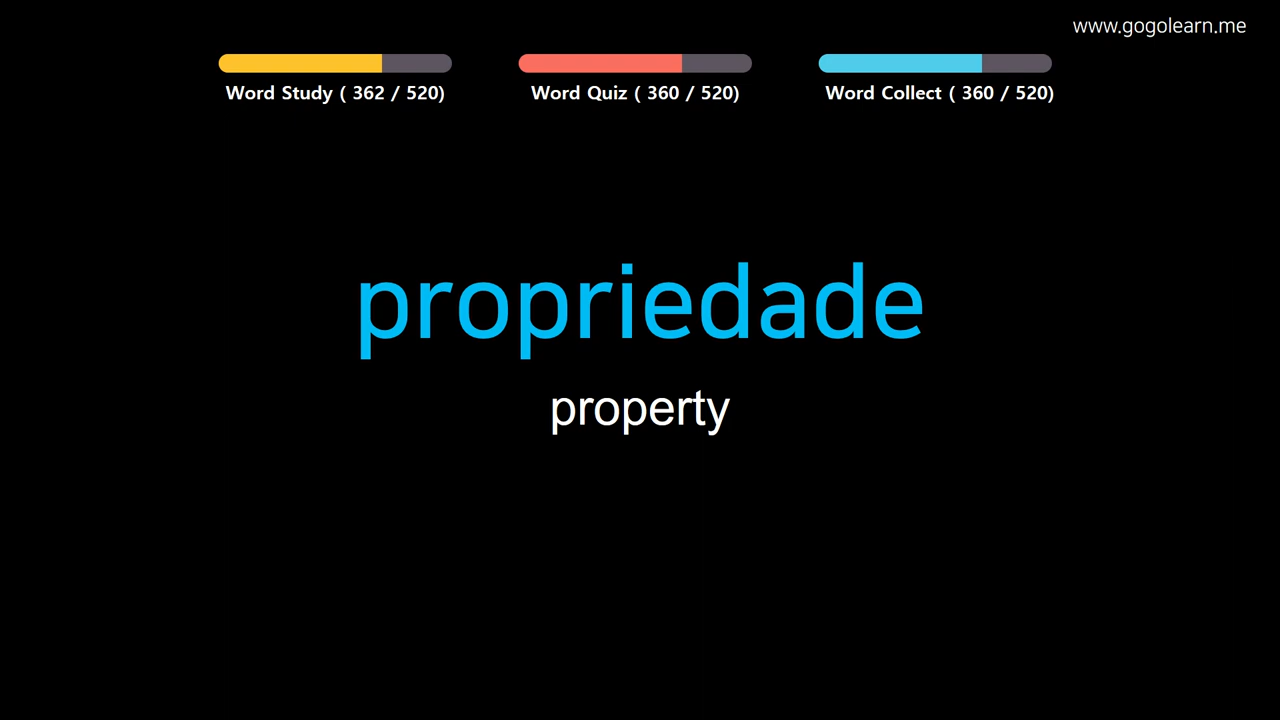 www.gogolearn.me
Word Study ( 362 / 520)
Word Quiz ( 360 / 520)
Word Collect ( 360 / 520)
propriedade
property